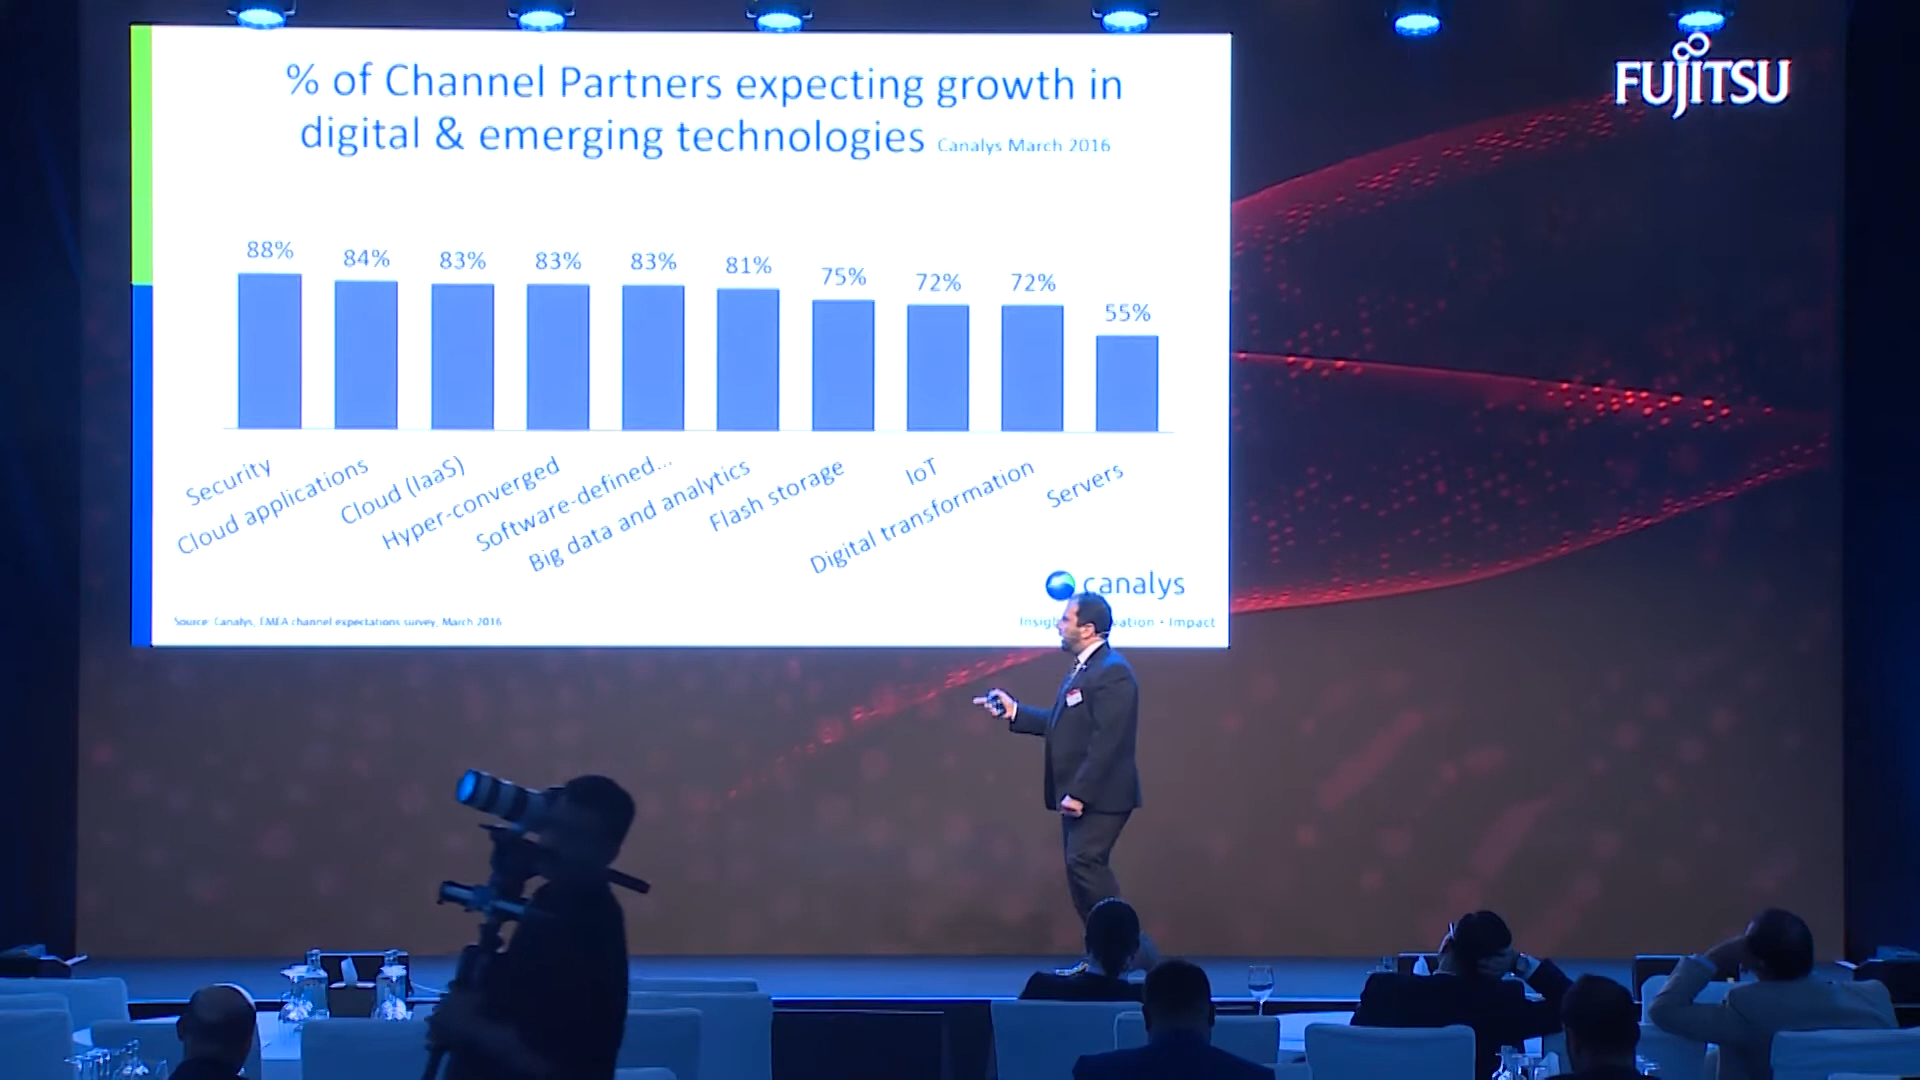 % of Channel Partners expecting growth in
digital & emerging technologies Canalys March 2016
FUJITSU
88%
84%
83%
83%
83%
81%
75%
72%
72%
55%
Security
Cloud applications
Cloud (IaaS)
Hyper-converged
Software-defined...
Big data and analytics
Flash storage
IoT
Digital transformation
Servers
canalys
Source: Canalys, EMEA channel expectations survey, March 2016
• Impact